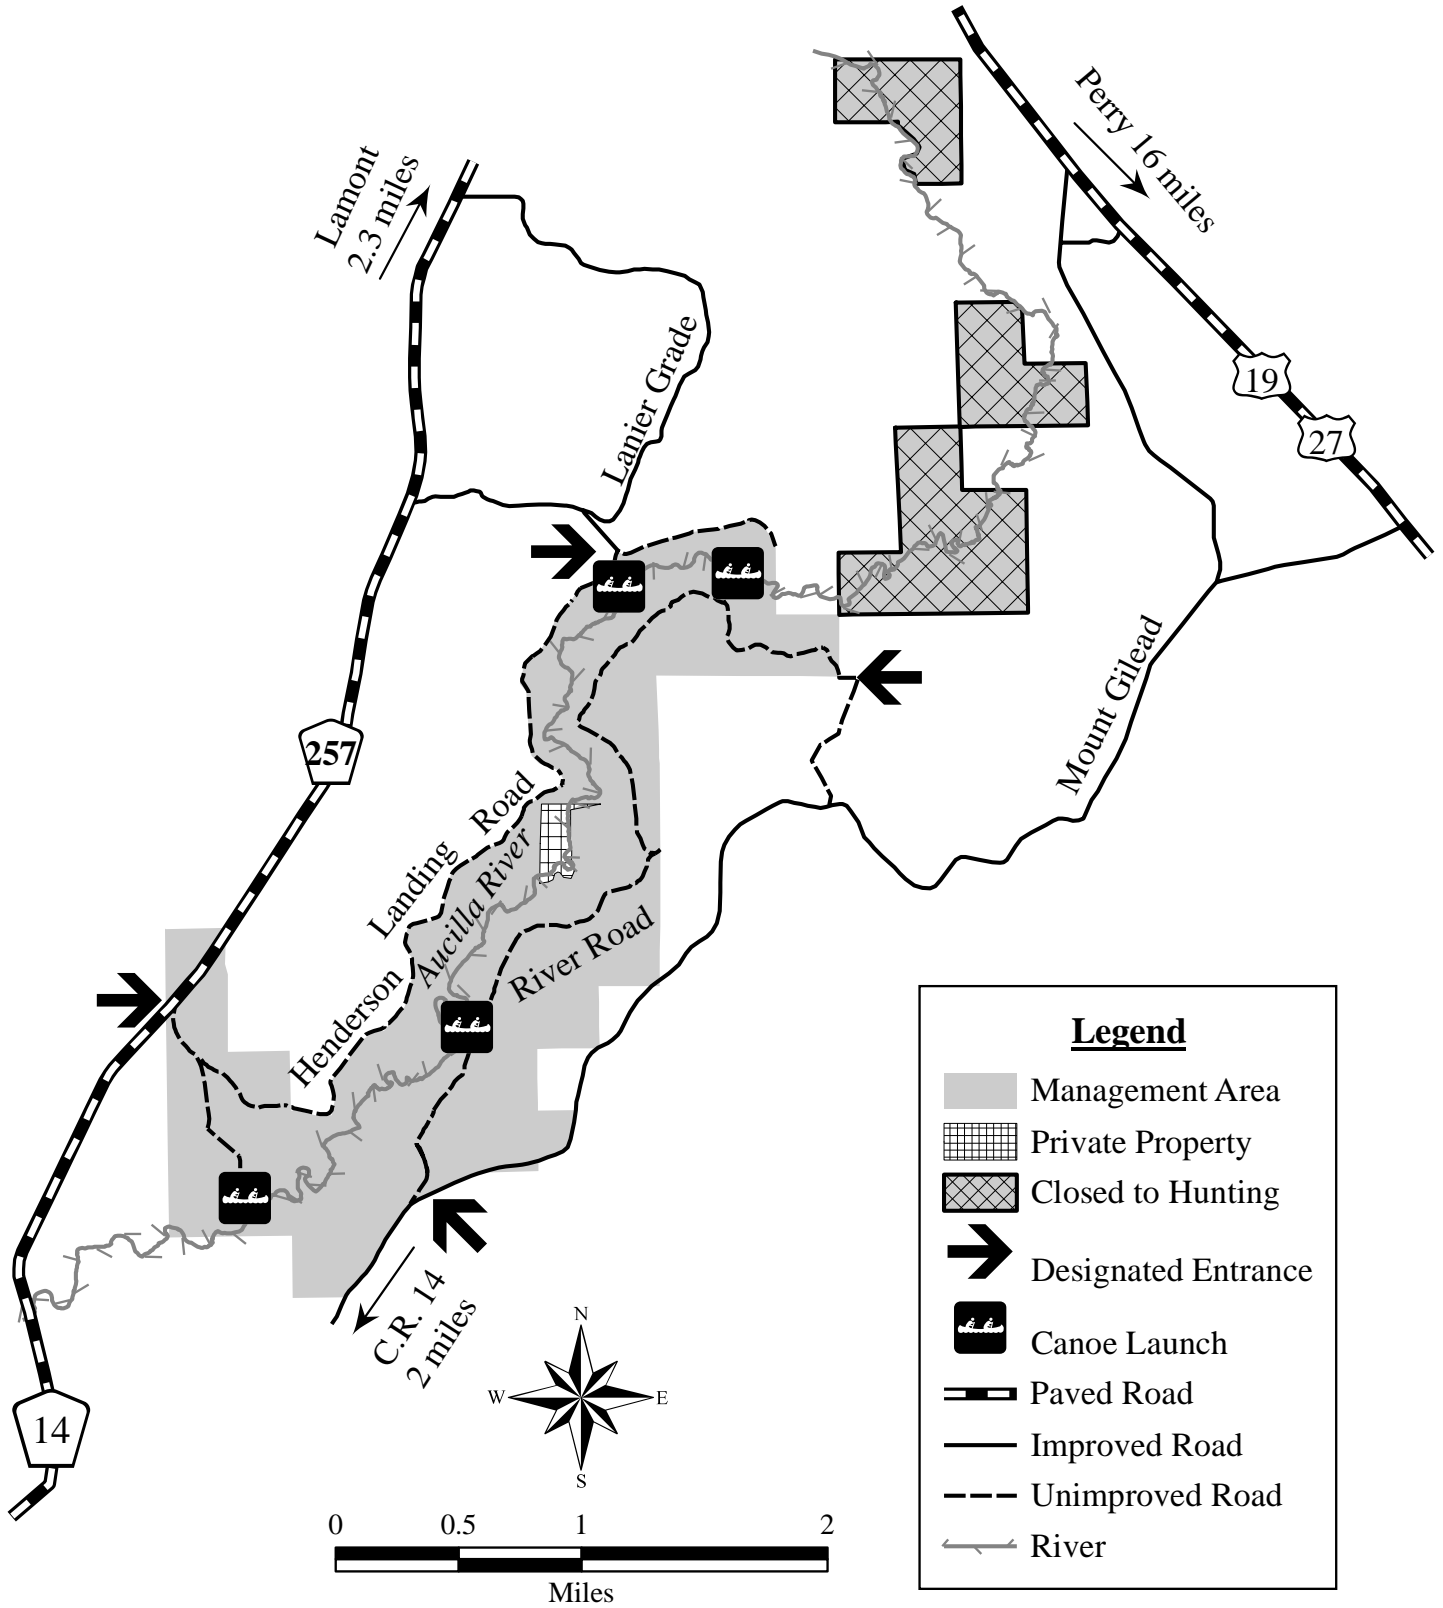 Perry 16 miles
Lamont
2.3 miles
Lanier Grade
19
27
Mount Gilead
257
Henderson Landing Road
Aucilla River
River Road
C.R. 14
2 miles
14
N
W
E
S
0 0.5 1 2
Miles
Legend
Management Area
Private Property
Closed to Hunting
Designated Entrance
Canoe Launch
Paved Road
Improved Road
Unimproved Road
River